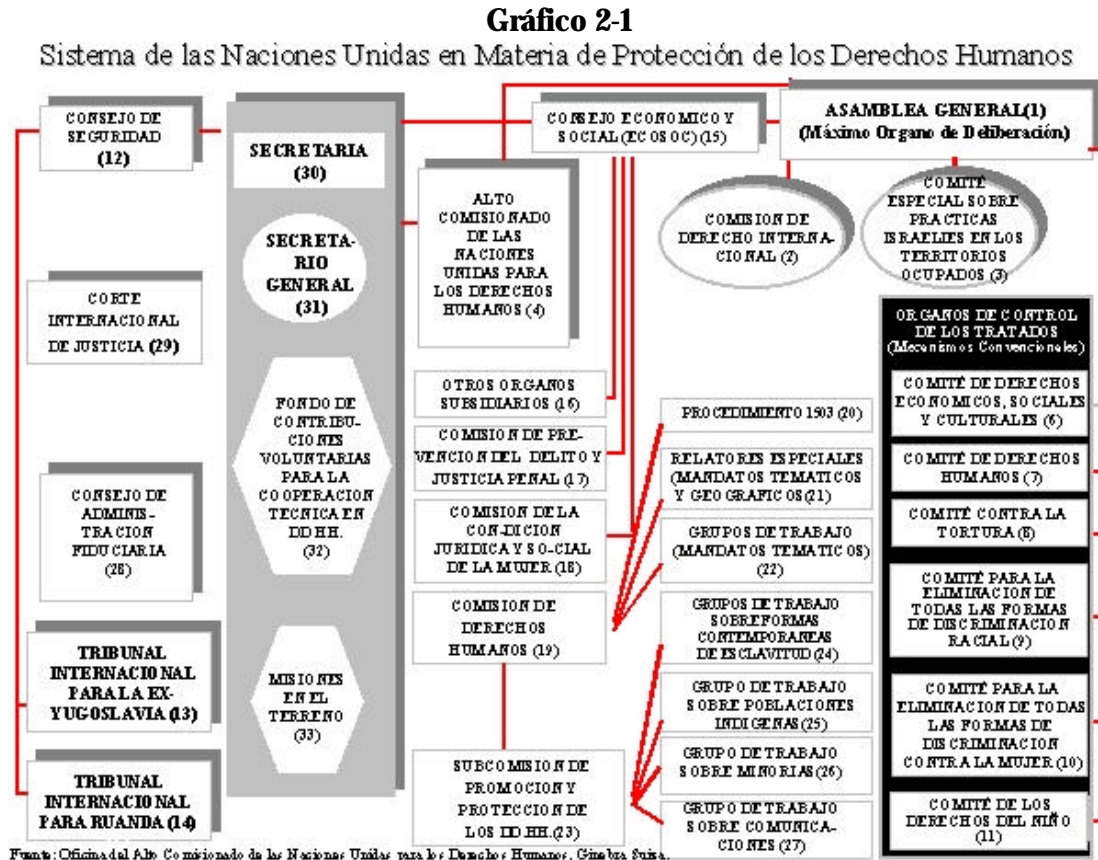 Gráfico 2-1
Sistema de las Naciones Unidas en Materia de Protección de los Derechos Humanos
CONSEJO DE
SEGURIDAD
(12)
CORTE
INTERNACIONAL
DE JUSTICIA (29)
CONSEJO DE
ADMINIS-
TRACION
FIDUCIARIA
(28)
TRIBUNAL
INTERNACIONAL
PARA LA EX-
YUGOSLAVIA (13)
TRIBUNAL
INTERNACIONAL
PARA RUANDA (14)
SECRETARIA
(30)
SECRETA-
RIO
GENERAL
(31)
FONDO DE
CONTRIBU-
CIONES
VOLUNTARIAS
PARA LA
COOPERACION
TECNICA EN
DD HH.
(32)
MISIONES
EN EL
TERRENO
(33)
CONSEJO ECONOMICO Y
SOCIAL (ECOSOC) (15)
ALTO
COMISIONADO
DE LAS
NACIONES
UNIDAS PARA
LOS DERECHOS
HUMANOS (4)
OTROS ORGANOS
SUBSIDIARIOS (16)
COMISION DE PRE-
VENCION DEL DELITO Y
JUSTICIA PENAL (17)
COMISION DE LA
CON-DICION
JURIDICA Y SO-CIAL
DE LA MUJER (18)
COMISION DE
DERECHOS
HUMANOS (19)
SUBCOMISION DE
PROMOCION Y
PROTECCION DE
LOS DD.HH.(23)
ASAMBLEA GENERAL(1)
(Máximo Organo de Deliberación)
COMISION DE
DERECHO INTERNA-
CIONAL (2)
COMITÉ
ESPECIAL SOBRE
PRACTICAS
ISRAELIES EN LOS
TERRITORIOS
OCUPADOS (3)
PROCEDIMIENTO 1503 (20)
RELATORES ESPECIALES
(MANDATOS TEMATICOS
Y GEOGRAFICOS(21)
GRUPOS DE TRABAJO
(MANDATOS TEMATICOS)
(22)
GRUPOS DE TRABAJO
SOBRE FORMAS
CONTEMPORANEAS
DE ESCLAVITUD (24)
GRUPO DE TRABAJO
SOBRE POBLACIONES
INDIGENAS (25)
GRUPO DE TRABAJO
SOBRE MINORIAS (26)
GRUPO DE TRABAJO
SOBRE COMUNICA-
CIONES (27)
ORGANOS DE CONTROL
DE LOS TRATADOS
(Mecanismos Convencionales)
COMITÉ DE DERECHOS
ECONOMICOS, SOCIALES
Y CULTURALES (6)
COMITÉ DE DERECHOS
HUMANOS (7)
COMITÉ CONTRA LA
TORTURA (8)
COMITÉ PARA LA
ELIMINACION DE
TODAS LAS FORMAS
DE DISCRIMINACION
RACIAL (9)
COMITÉ PARA LA
ELIMINACION DE TODAS
LAS FORMAS DE
DISCRIMINACION
CONTRA LA MUJER (10)
COMITÉ DE LOS
DERECHOS DEL NIÑO
(11)
Fuente: Oficina del Alto Comisionado de las Naciones Unidas para los Derechos Humanos, Ginebra Suiza.